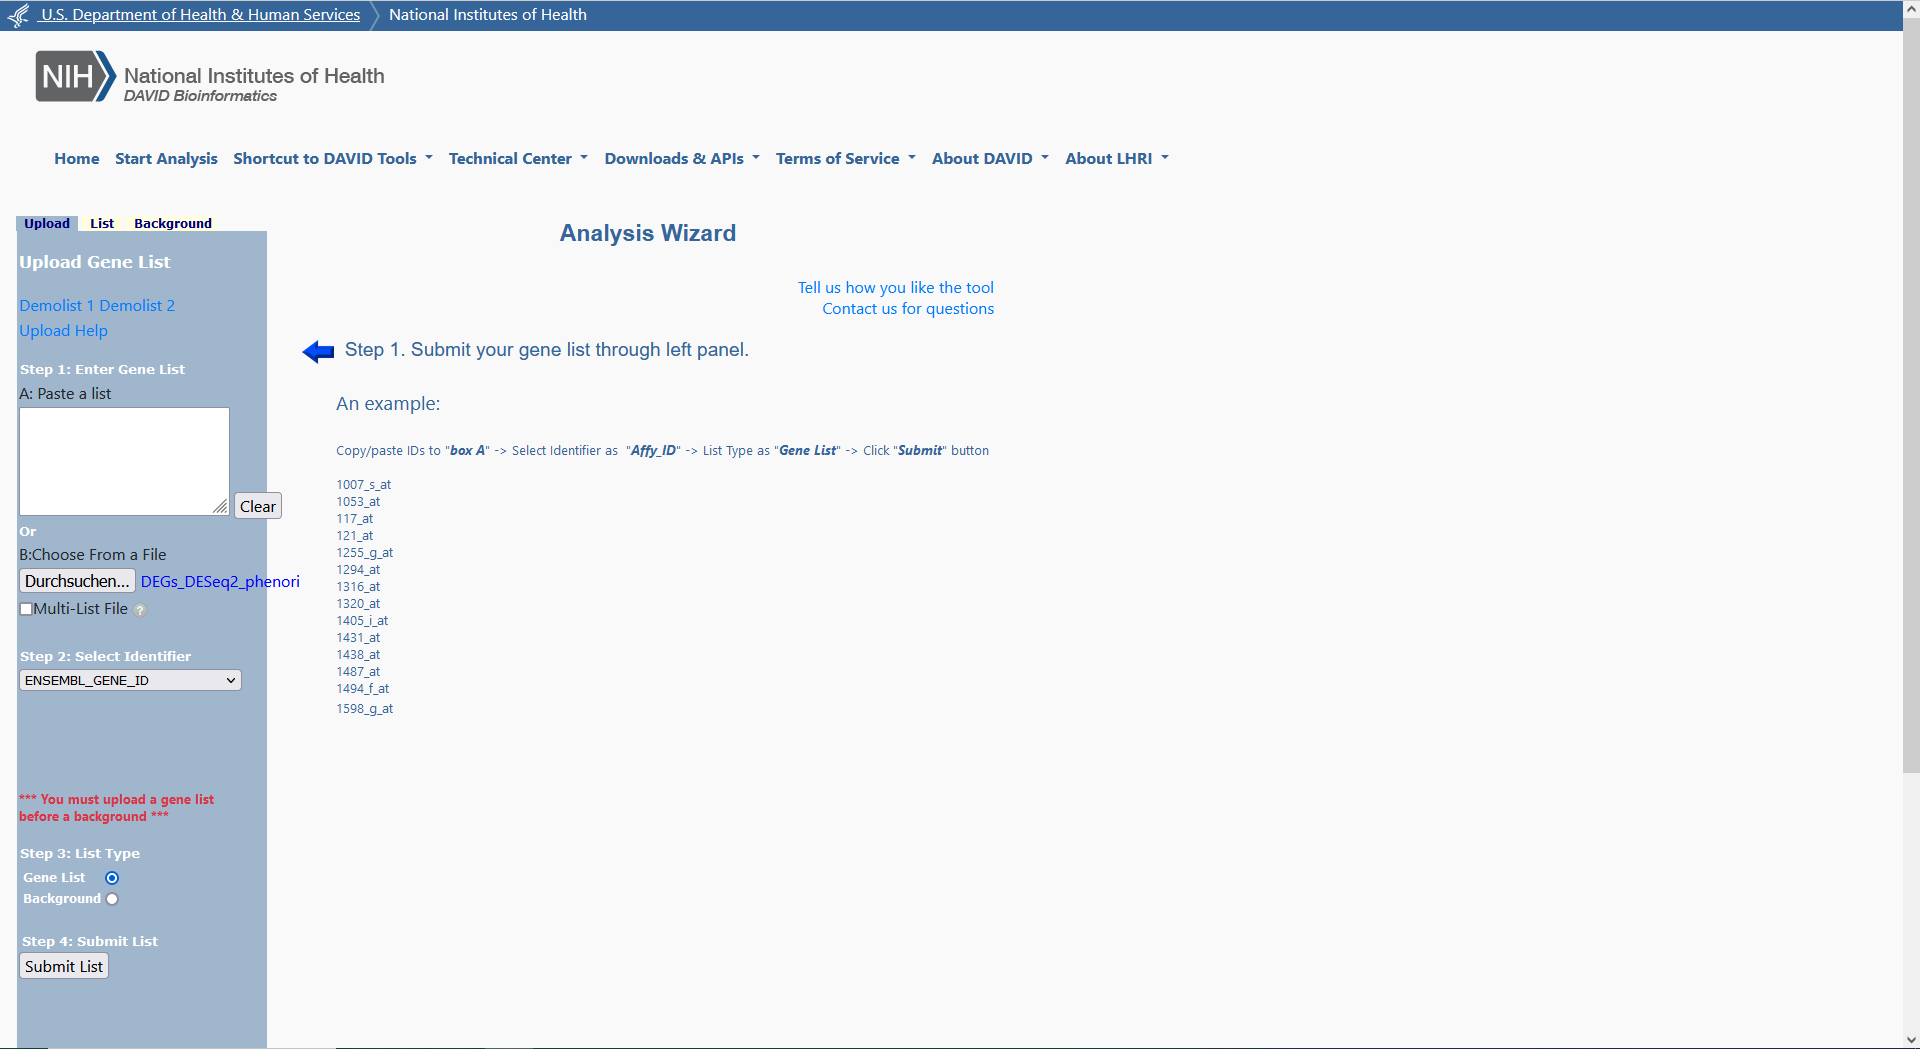 U.S. Department of Health & Human Services
National Institutes of Health
NIH
National Institutes of Health
DAVID Bioinformatics
Home Start Analysis Shortcut to DAVID Tools Technical Center Downloads & APIs Terms of Service About DAVID About LHRI
Upload List Background
Upload Gene List
Demolist 1 Demolist 2
Upload Help
Step 1: Enter Gene List
A: Paste a list
Clear
Or
B:Choose From a File
Durchsuchen... DEGs_DESeq2_phenori
Multi-List File ?
Step 2: Select Identifier
ENSEMBL_GENE_ID
*** You must upload a gene list
before a background ***
Step 3: List Type
Gene List
Background
Step 4: Submit List
Submit List
Analysis Wizard
Tell us how you like the tool
Contact us for questions
Step 1. Submit your gene list through left panel.
An example:
Copy/paste IDs to "box A" -> Select Identifier as "Affy_ID" -> List Type as "Gene List" -> Click "Submit" button
1007_s_at
1053_at
117_at
121_at
1255_g_at
1294_at
1316_at
1320_at
1405_i_at
1431_at
1438_at
1487_at
1494_f_at
1598_g_at